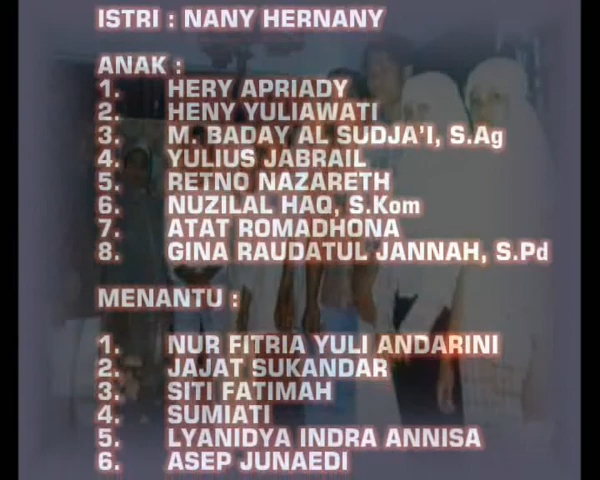 ISTRI : NANY HERNANY
ANAK :
1. HERY APRIADY
2. HENY YULIAWATI
3. M. BADAY AL SUDJA'I, S.Ag
4. YULIUS JABRAIL
5. RETNO NAZARETH
6. NUZILAL HAQ, S.Kom
7. ATAT ROMADHONA
8. GINA RAUDATUL JANNAH, S.Pd
MENANTU :
1. NUR FITRIA YULI ANDARINI
2. JAJAT SUKANDAR
3. SITI FATIMAH
4. SUMIATI
5. LYANIDYA INDRA ANNISA
6. ASEP JUNAEDI